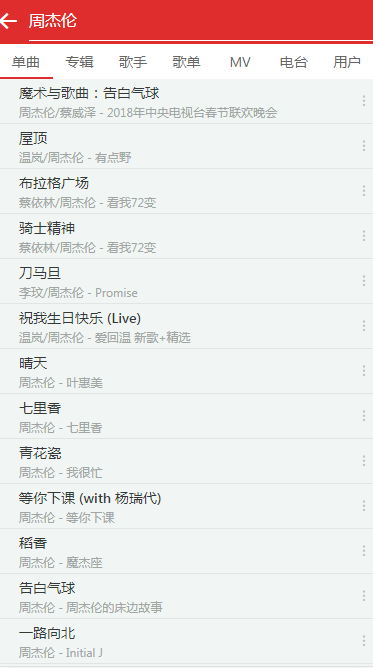 周杰伦
单曲 专辑 歌手 歌单 MV 电台 用户
魔术与歌曲：告白气球
周杰伦/蔡威泽 - 2018年中央电视台春节联欢晚会
屋顶
温岚/周杰伦 - 有点野
布拉格广场
蔡依林/周杰伦 - 看我72变
骑士精神
蔡依林/周杰伦 - 看我72变
刀马旦
李玟/周杰伦 - Promise
祝我生日快乐 (Live)
温岚/周杰伦 - 爱回温 新歌+精选
晴天
周杰伦 - 叶惠美
七里香
周杰伦 - 七里香
青花瓷
周杰伦 - 我很忙
等你下课 (with 杨瑞代)
周杰伦 - 等你下课
稻香
周杰伦 - 魔杰座
告白气球
周杰伦 - 周杰伦的床边故事
一路向北
周杰伦 - Initial J